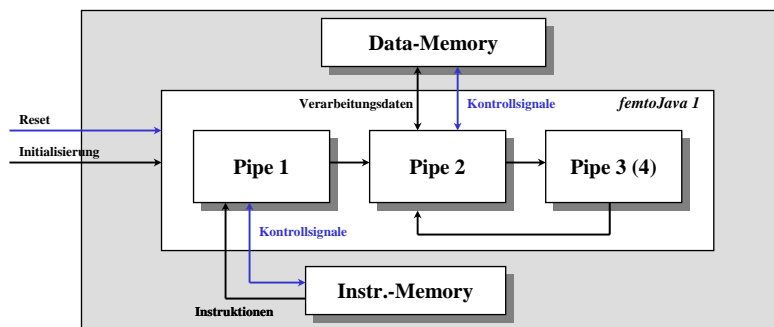 Data-Memory
Verarbeitungsdaten
Kontrollsignale
femtoJava 1
Reset
Initialisierung
Pipe 1
Pipe 2
Pipe 3 (4)
Kontrollsignale
Instr.-Memory
Instruktionen